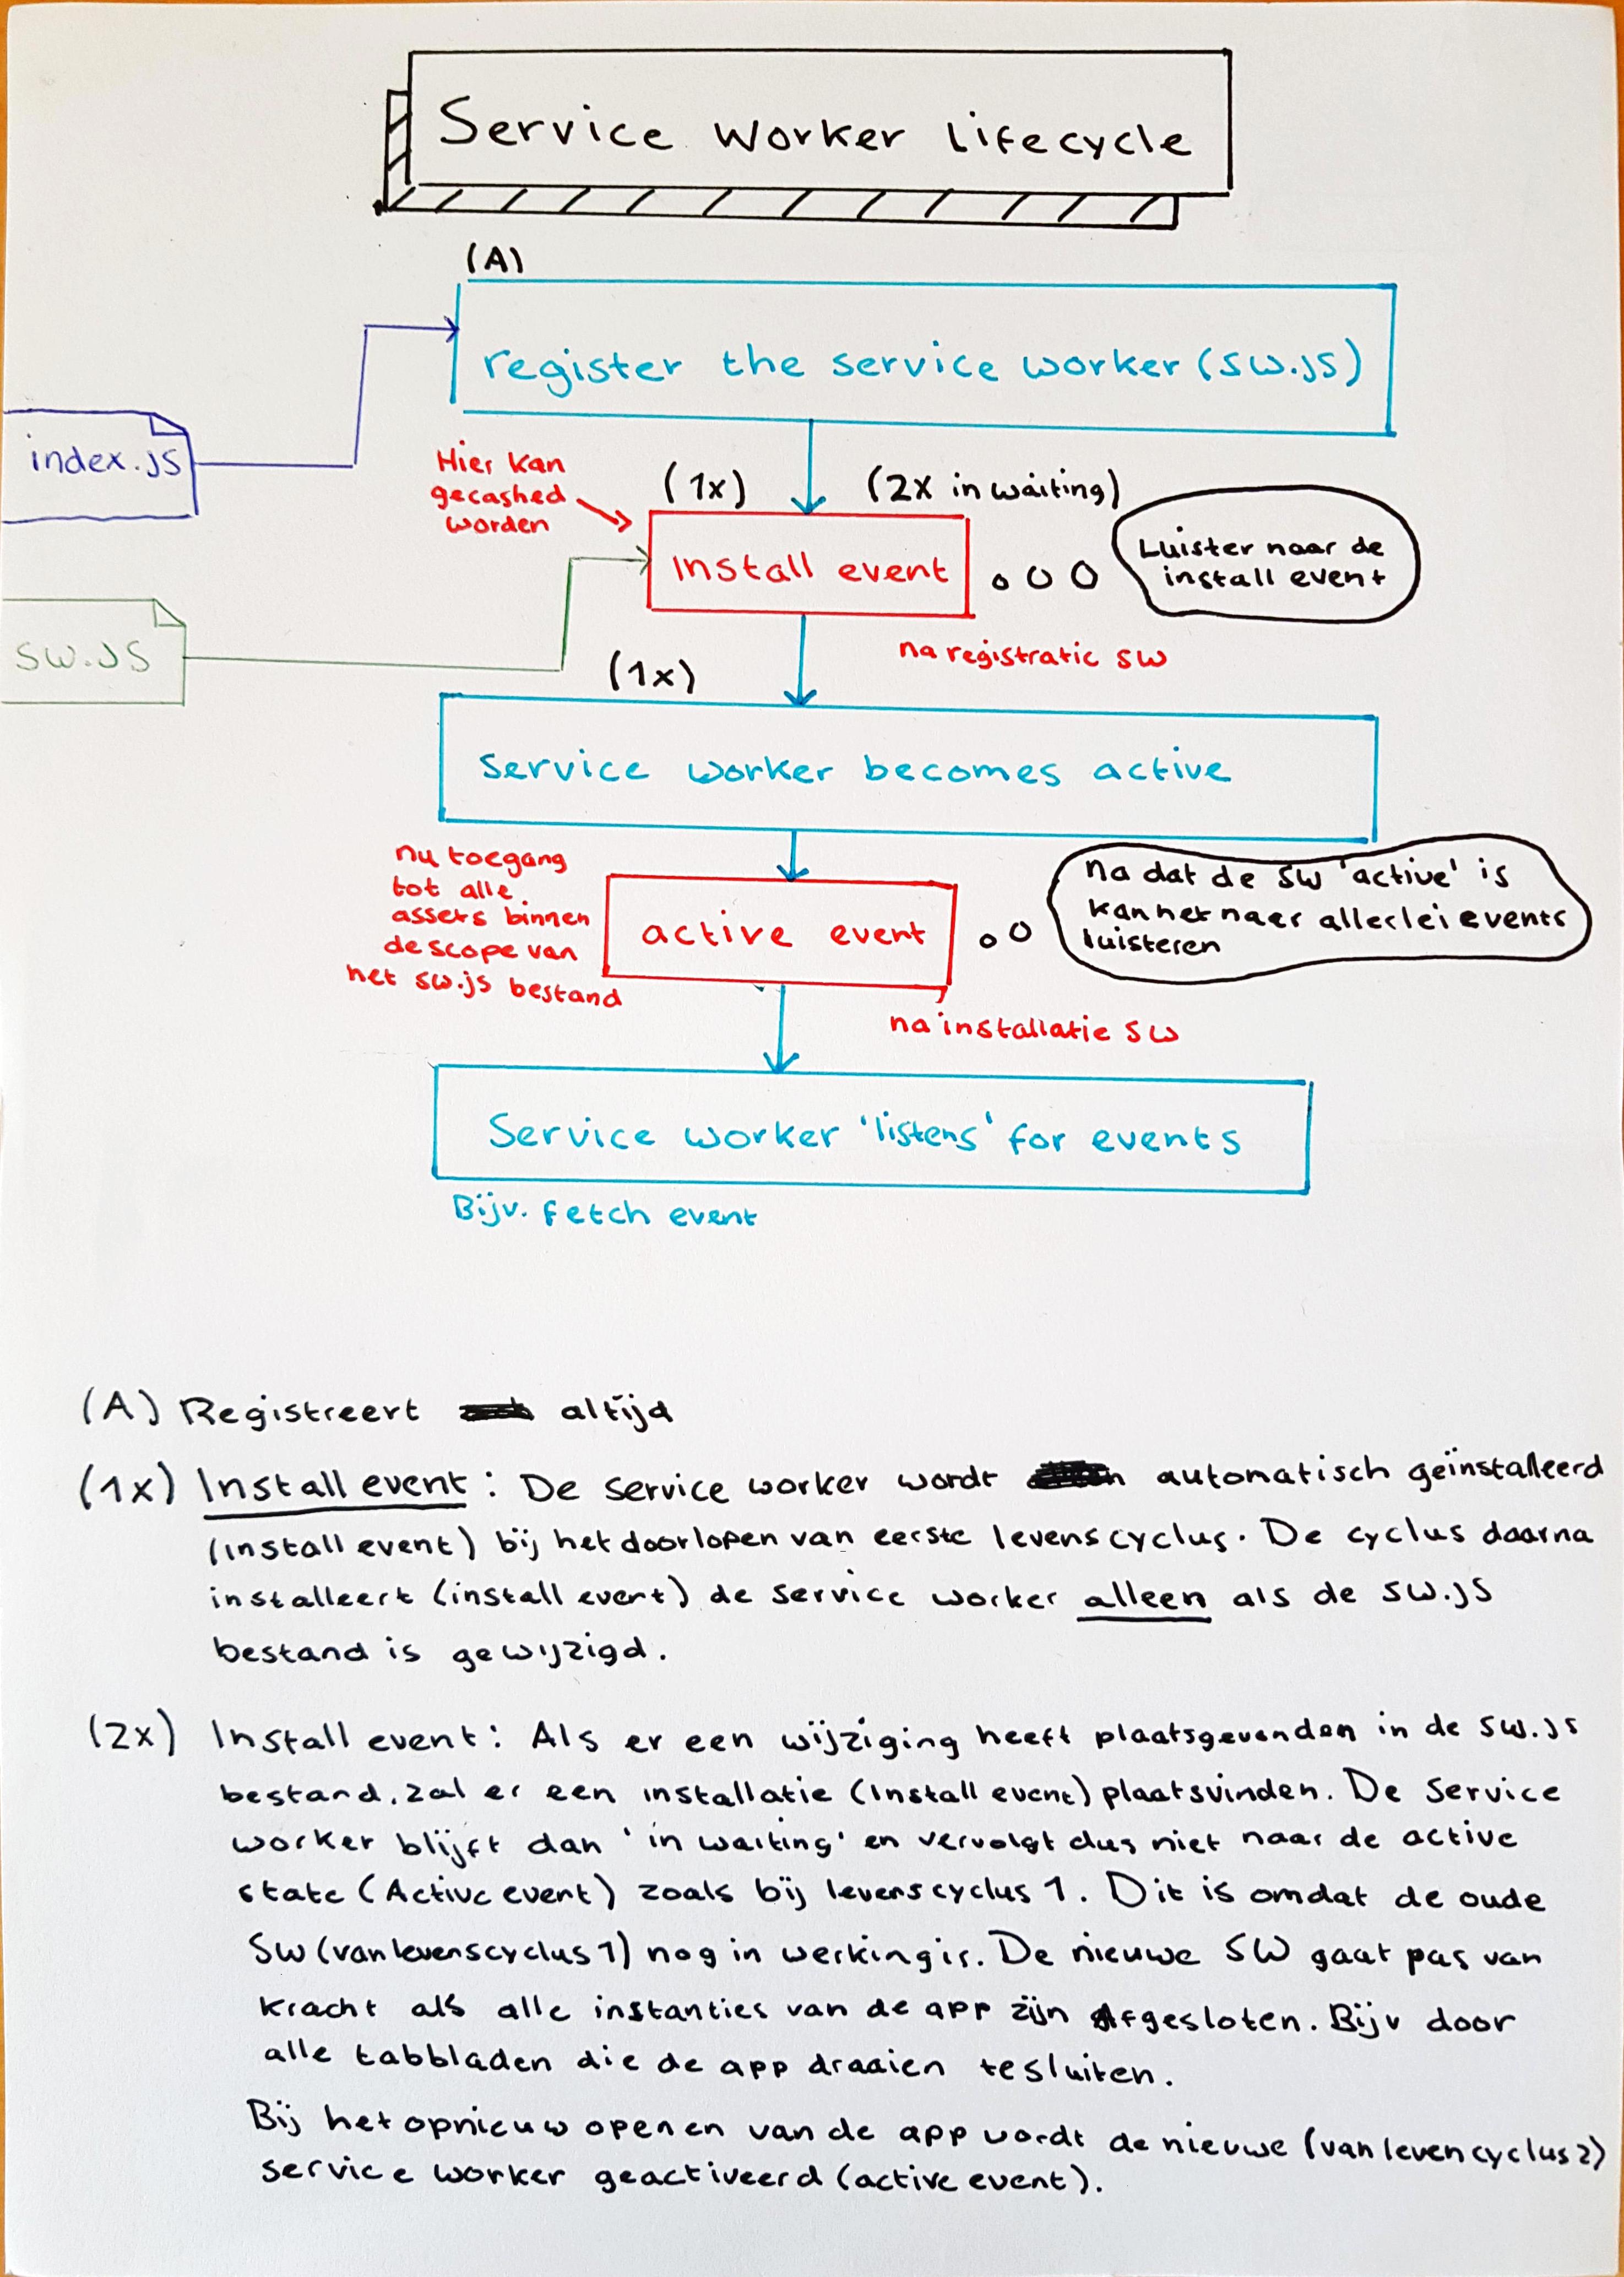 Service Worker Lifecycle
(A)
register the service worker (sw.js)
index.js
Hier kan
gecashed
worden
(1x)
(2x in waiting)
Install event
Luister naar de
install event
sw.js
na registratie sw
(1x)
Service worker becomes active
nu toegang
tot alle
assets binnen
de scope van
het sw.js bestand
active event
na dat de sw 'active' is
kan het naar allerlei events
luisteren
na installatie sw
Service worker 'listens' for events
Bijv. fetch event
(A) Registreert altijd
(1x) Install event: De service worker wordt automatisch geïnstalleerd
(install event) bij het doorlopen van eerste levenscyclus. De cyclus daarna
installeert (install event) de service worker alleen als de sw.js
bestand is gewijzigd.
(2x) Install event: Als er een wijziging heeft plaatsgevonden in de sw.js
bestand, zal er een installatie (Install event) plaatsvinden. De service
worker blijft dan 'in waiting' en vervolgt dus niet naar de active
state (Active event) zoals bij levenscyclus 1. Dit is omdat de oude
SW (van levenscyclus 1) nog in werking is. De nieuwe SW gaat pas van
kracht als alle instanties van de app zijn afgesloten. Bijv door
alle tabbladen die de app draaien te sluiten.
Bij het opnieuw openen van de app wordt de nieuwe (van levencyclus 2)
service worker geactiveerd (active event).